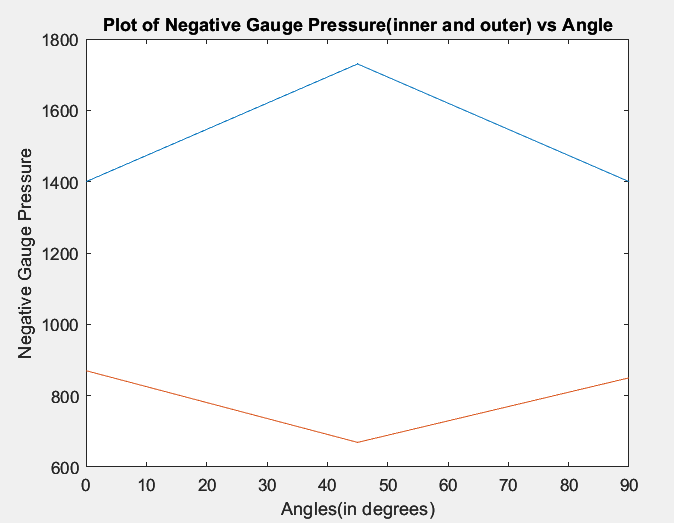 Plot of Negative Gauge Pressure(inner and outer) vs Angle
1800
1600
1400
1200
1000
800
600
Negative Gauge Pressure
0 10 20 30 40 50 60 70 80 90
Angles(in degrees)